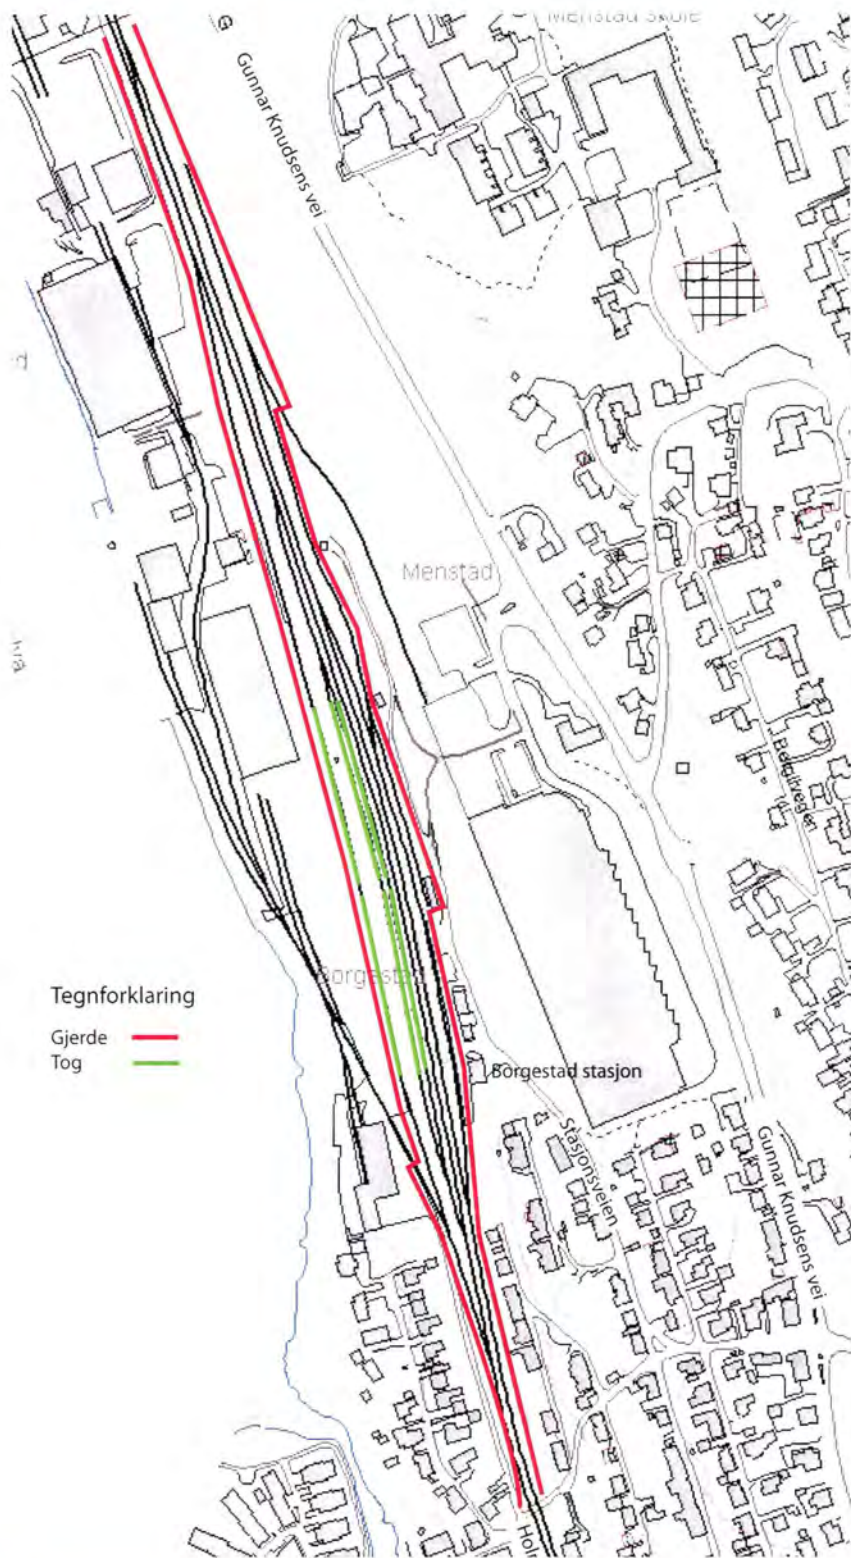 G
Menstad Skole
Gunnar Knudsens vei
Menstad
Tegnforklaring
Gjerde
Tog
Borgestad
Borgestad stasjon
Stasjonsveien
Gunnar Knudsens vei